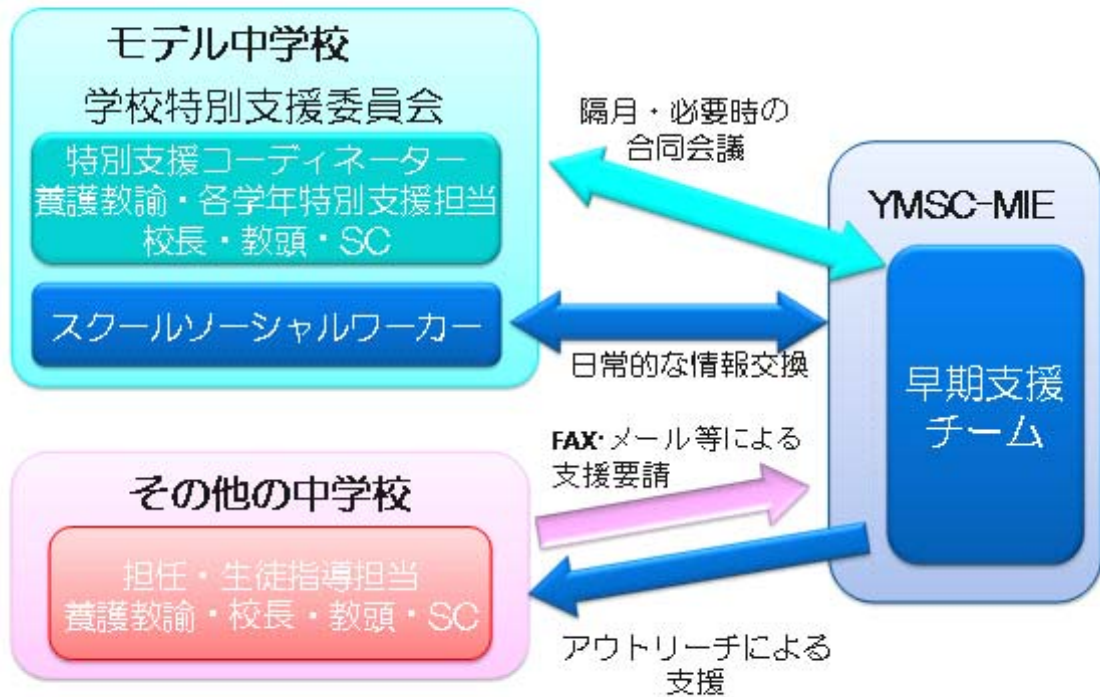 モデル中学校
学校特別支援委員会
特別支援コーディネーター
養護教諭・各学年特別支援担当
校長・教頭・SC
スクールソーシャルワーカー
隔月・必要時の
合同会議
日常的な情報交換
YMSC-MIE
早期支援
チーム
その他の中学校
担任・生徒指導担当
養護教諭・校長・教頭・SC
FAX・メール等による
支援要請
アウトリーチによる
支援